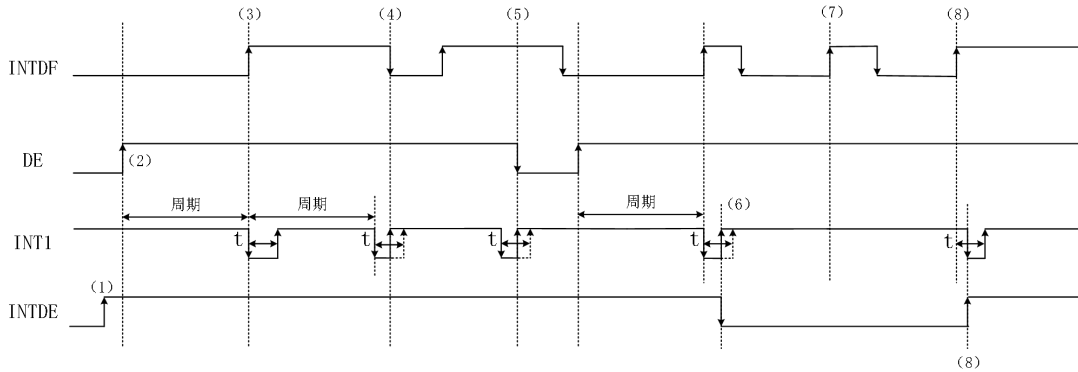 (3)
(4)
(5)
(7)
(8)
INTDF
DE
(2)
周期
周期
周期
(6)
INT1
t
t
t
t
t
(1)
INTDE
(8)